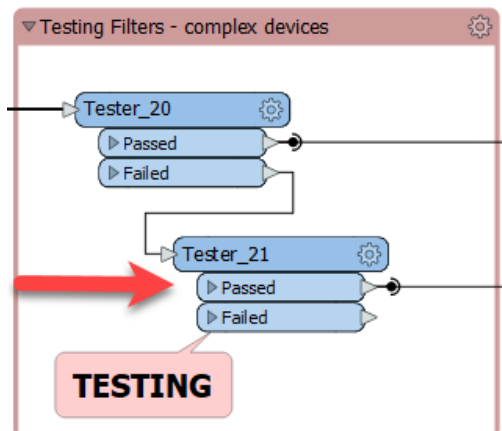 Testing Filters - complex devices
Tester_20
Passed
Failed
Tester_21
Passed
Failed
TESTING